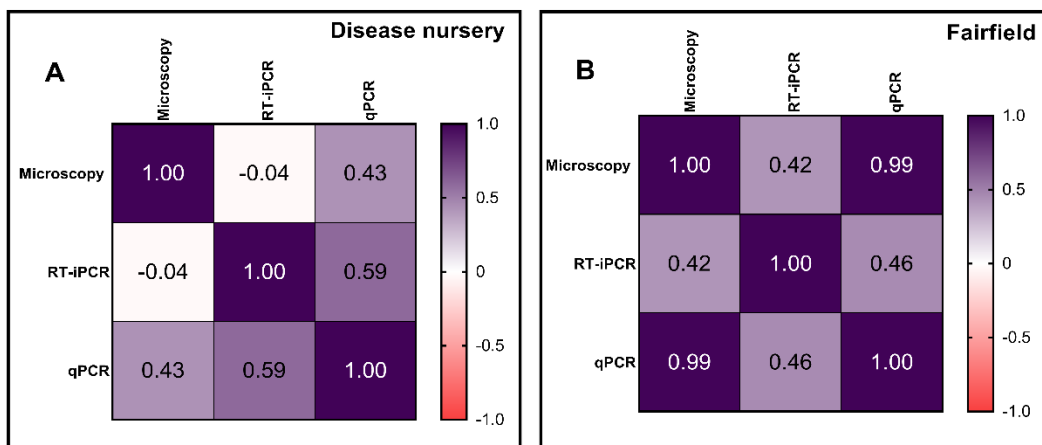 Disease nursery
A
Microscopy RT-iPCR qPCR
Microscopy 1.00 -0.04 0.43
RT-iPCR -0.04 1.00 0.59
qPCR 0.43 0.59 1.00
1.0
0.5
0
-0.5
-1.0
Fairfield
B
Microscopy RT-iPCR qPCR
Microscopy 1.00 0.42 0.99
RT-iPCR 0.42 1.00 0.46
qPCR 0.99 0.46 1.00
1.0
0.5
0
-0.5
-1.0